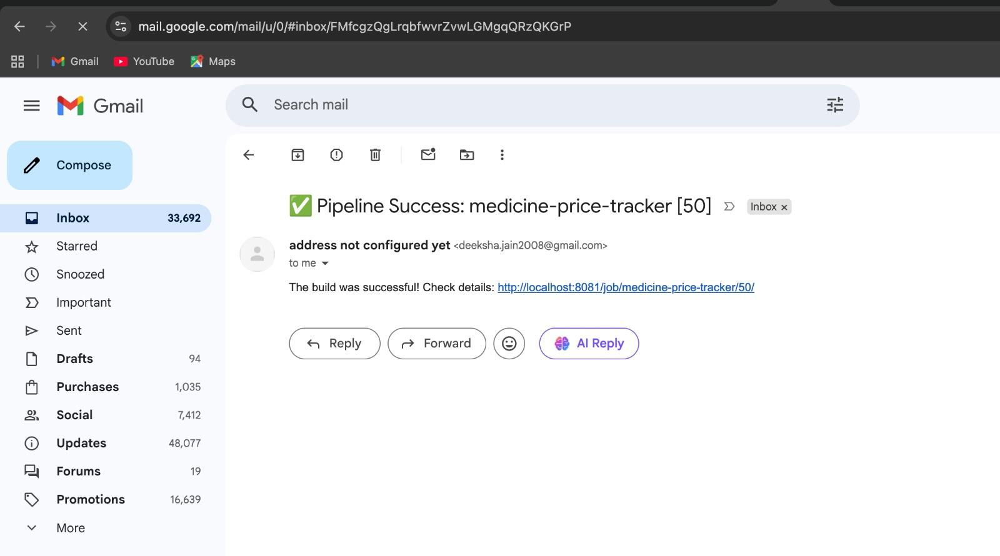 mail.google.com/mail/u/0/#inbox/FMfcgzQgLrqbfwvrZvwLGMgqQRzQKGrP
Gmail YouTube Maps
Gmail
Search mail
Compose
Inbox 33,692
Starred
Snoozed
Important
Sent
Drafts 94
Purchases 1,035
Social 7,412
Updates 48,077
Forums 19
Promotions 16,639
More
✅ Pipeline Success: medicine-price-tracker [50] Inbox ×
address not configured yet <deeksha.jain2008@gmail.com>
to me
The build was successful! Check details: http://localhost:8081/job/medicine-price-tracker/50/
Reply Forward AI Reply